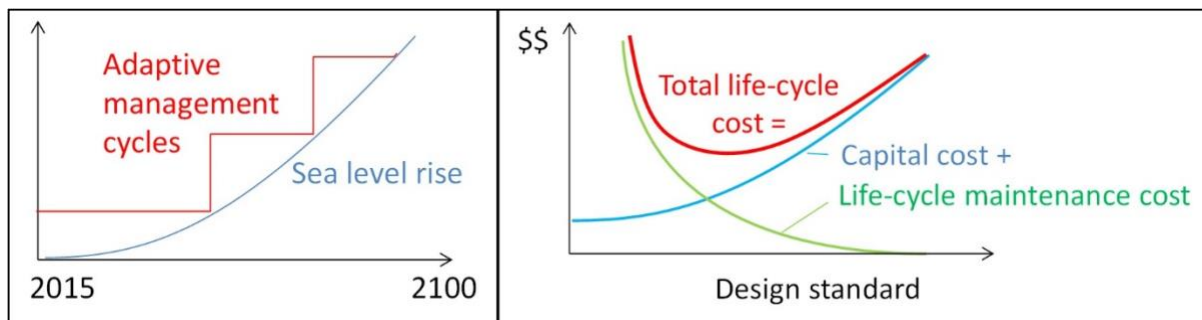 Adaptive
management
cycles
Sea level rise
2015
2100
$$
Total life-cycle
cost =
Capital cost +
Life-cycle maintenance cost
Design standard